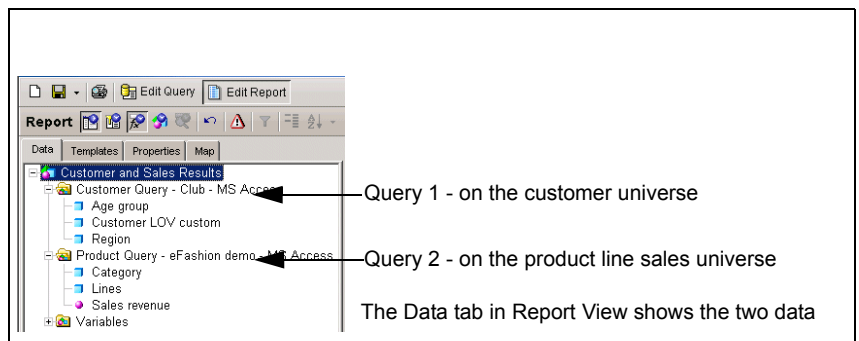 Edit Query Edit Report
Report
Data Templates Properties Map
Customer and Sales Results
Customer Query - Club - MS Access
Query 1 - on the customer universe
Age group
Customer LOV custom
Region
Product Query - eFashion demo - MS Access
Query 2 - on the product line sales universe
Category
Lines
Sales revenue
The Data tab in Report View shows the two data
Variables